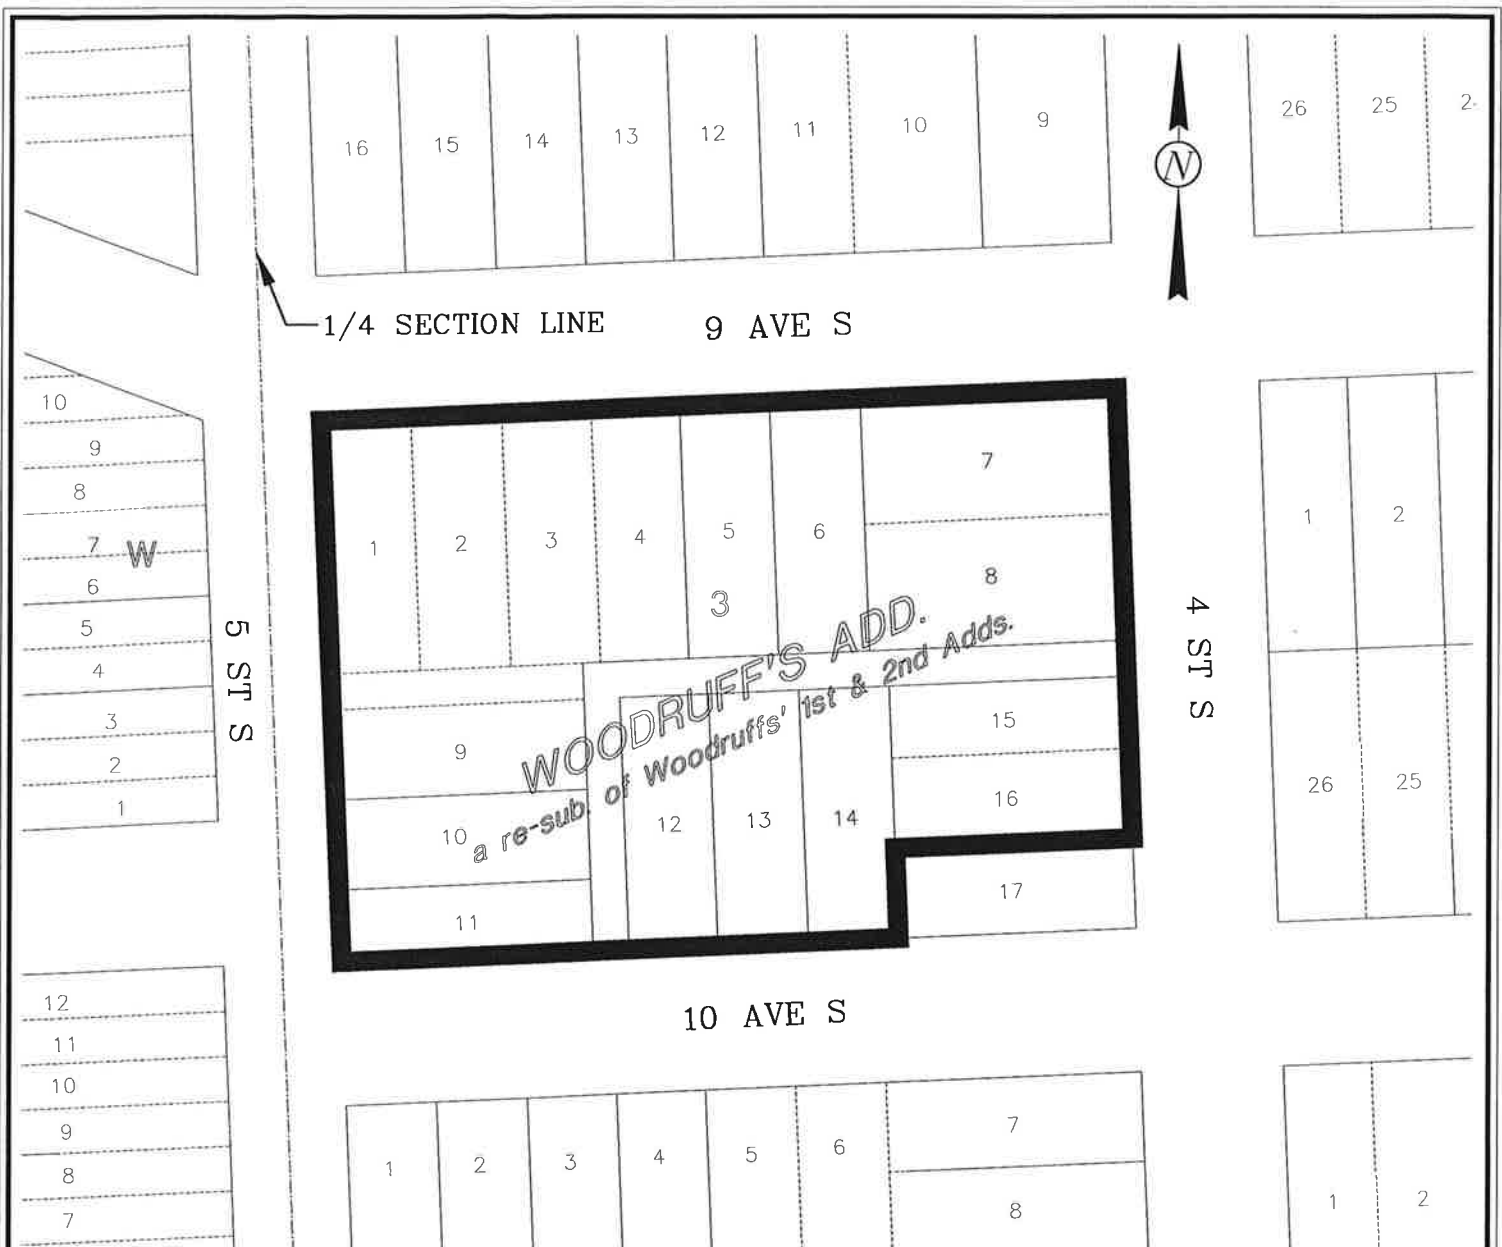 16 15 14 13 12 11 10 9
26 25
N
1/4 SECTION LINE
9 AVE S
10
9
8
7
W
6
5
4
3
2
1
5 ST S
1 2 3 4 5 6
7
8
3
WOODRUFF'S ADD.
a re-sub. of Woodruffs' 1st & 2nd Adds.
9
10
11
12 13 14
15
16
17
4 ST S
1 2
26 25
10 AVE S
12
11
10
9
8
7
1 2 3 4 5 6
7
8
1 2